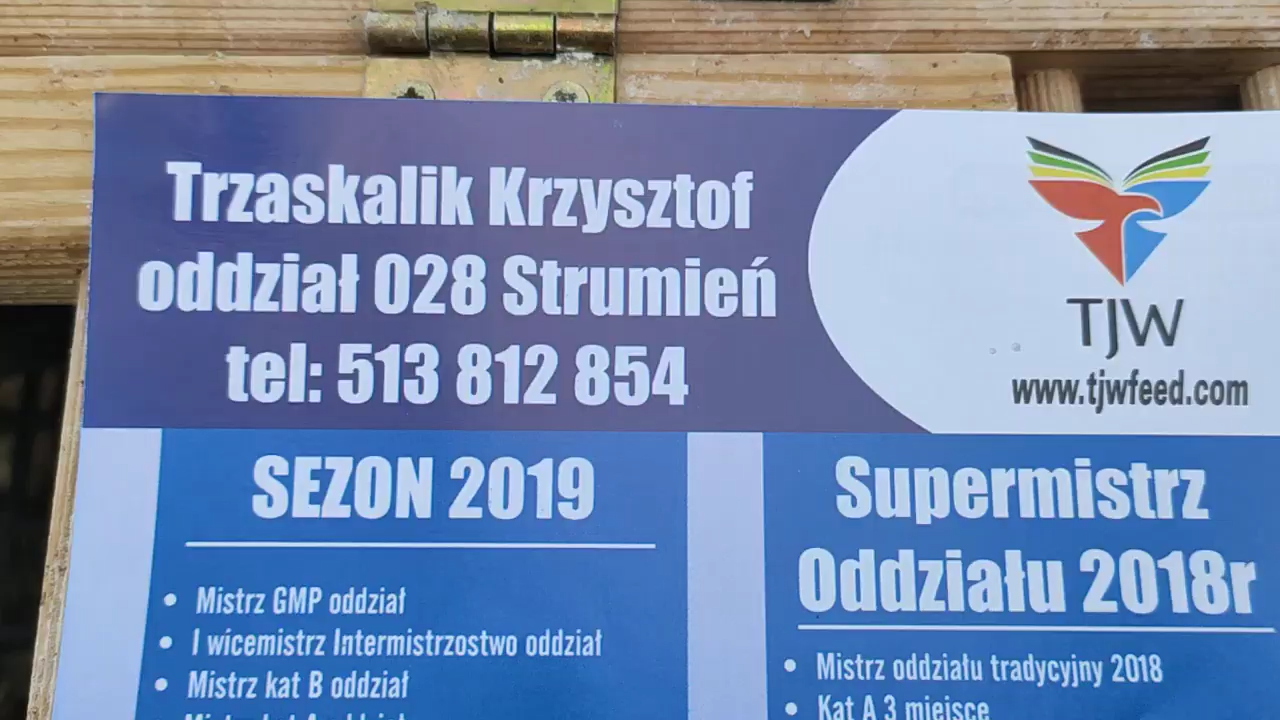 Trzaskalik Krzysztof
oddział 028 Strumień
tel: 513 812 854
TJW
www.tjwfeed.com
SEZON 2019
• Mistrz GMP oddział
• I wicemistrz Intermistrzostwo oddział
• Mistrz kat B oddział
Supermistrz
Oddziału 2018r
• Mistrz oddziału tradycyjny 2018
• Kat A 3 miejsce